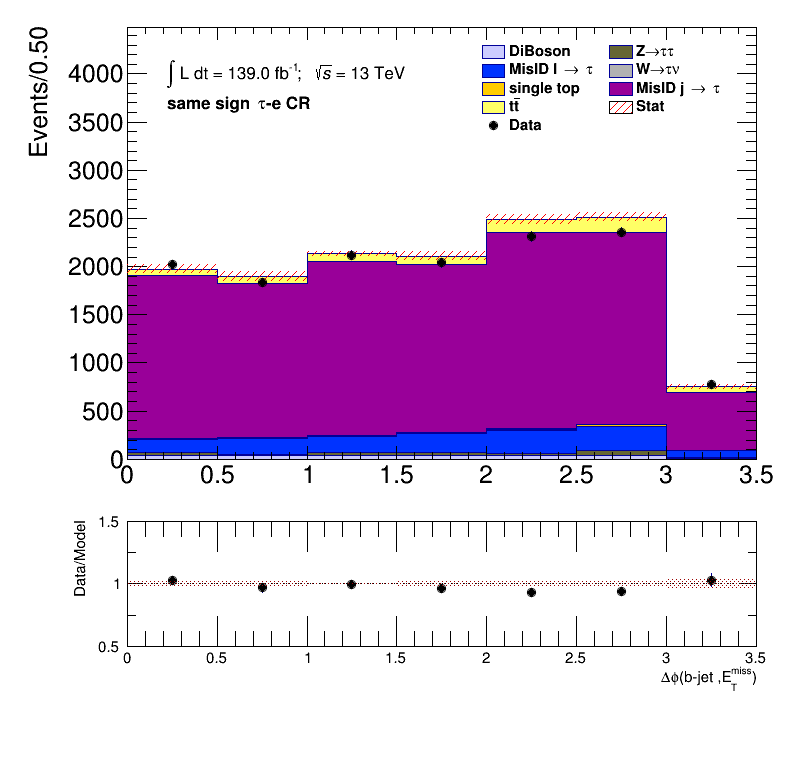 Events/0.50
4000
3500
3000
2500
2000
1500
1000
500
0
∫ L dt = 139.0 fb⁻¹; √s = 13 TeV
same sign τ-e CR
DiBoson
MisID l → τ
single top
tt̄
Data
Z→ττ
W→τν
MisID j → τ
Stat
0 0.5 1 1.5 2 2.5 3 3.5
Data/Model
1.5
1
0.5
0 0.5 1 1.5 2 2.5 3 3.5
Δϕ(b-jet ,E_T^miss)